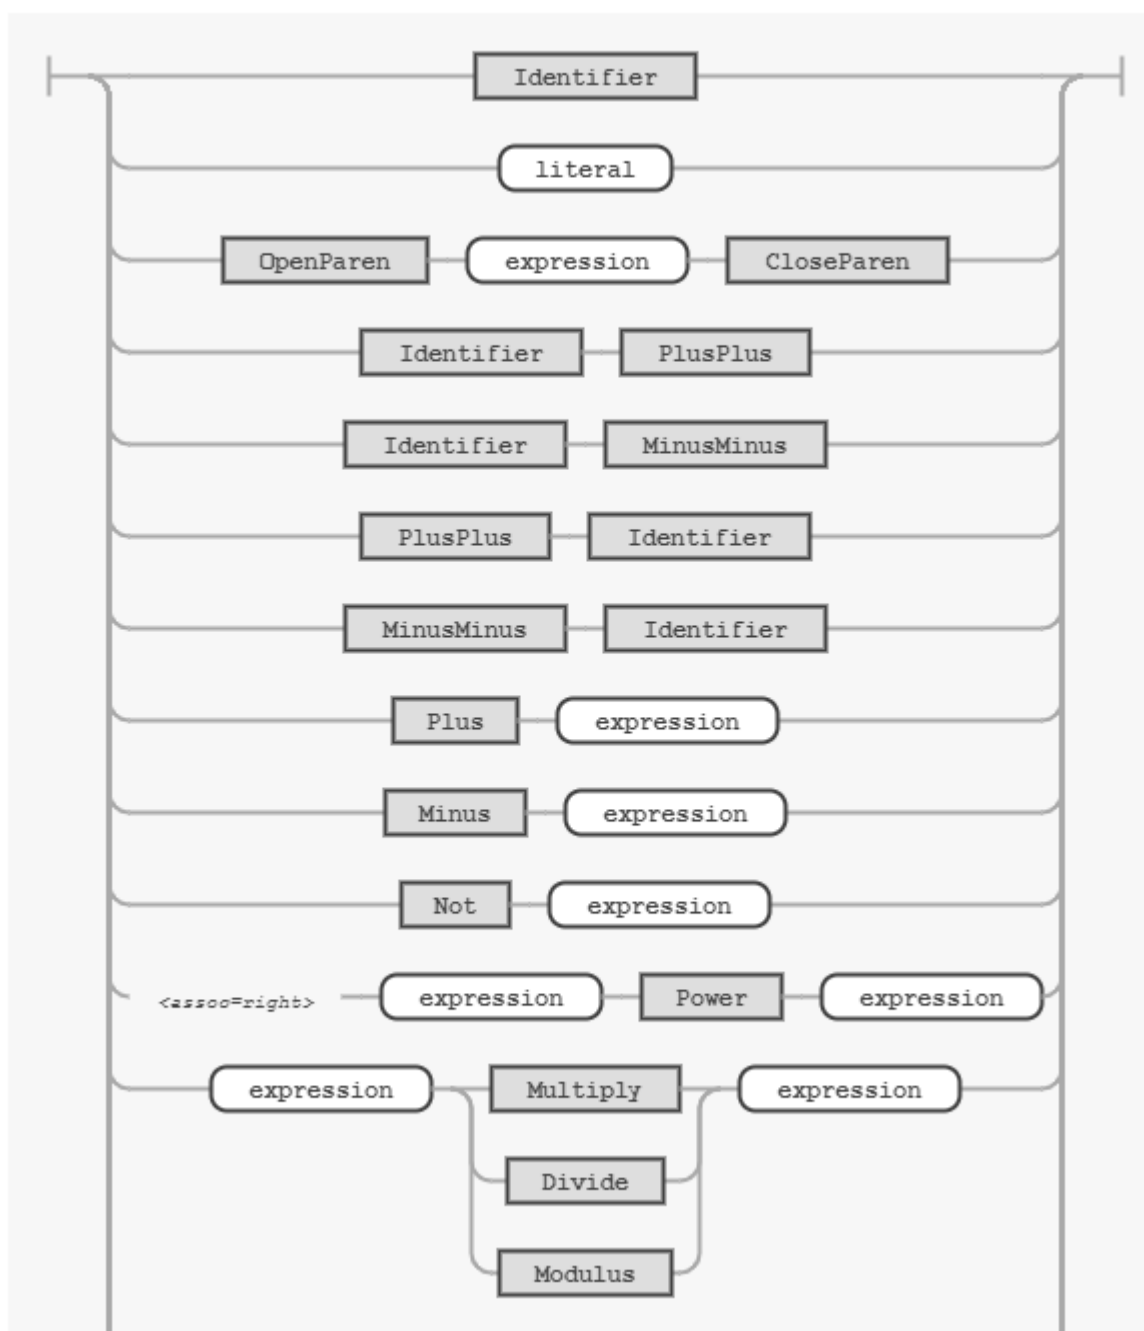 Identifier
literal
OpenParen expression CloseParen
Identifier PlusPlus
Identifier MinusMinus
PlusPlus Identifier
MinusMinus Identifier
Plus expression
Minus expression
Not expression
<assoc=right> expression Power expression
expression Multiply expression
Divide
Modulus